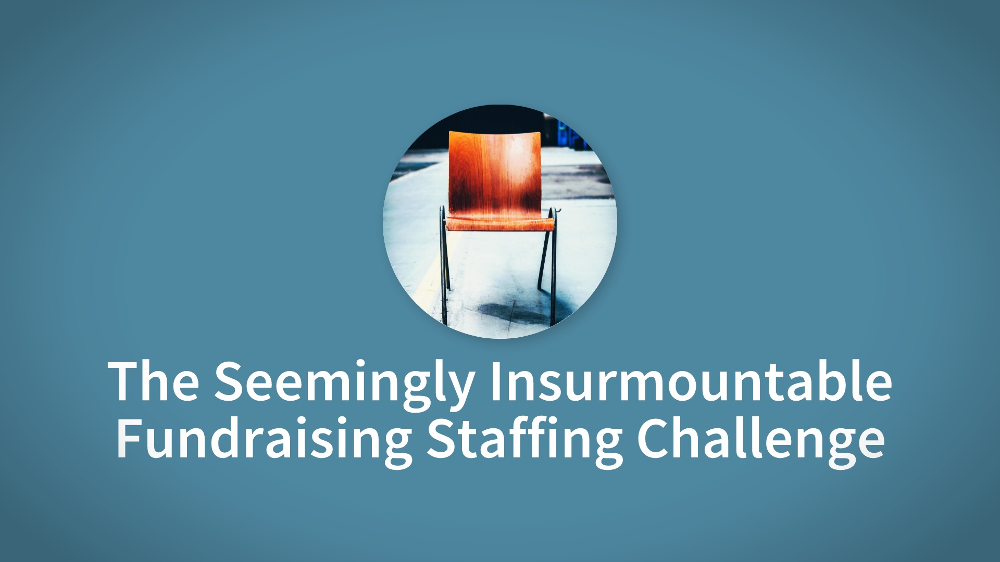 The Seemingly Insurmountable
Fundraising Staffing Challenge